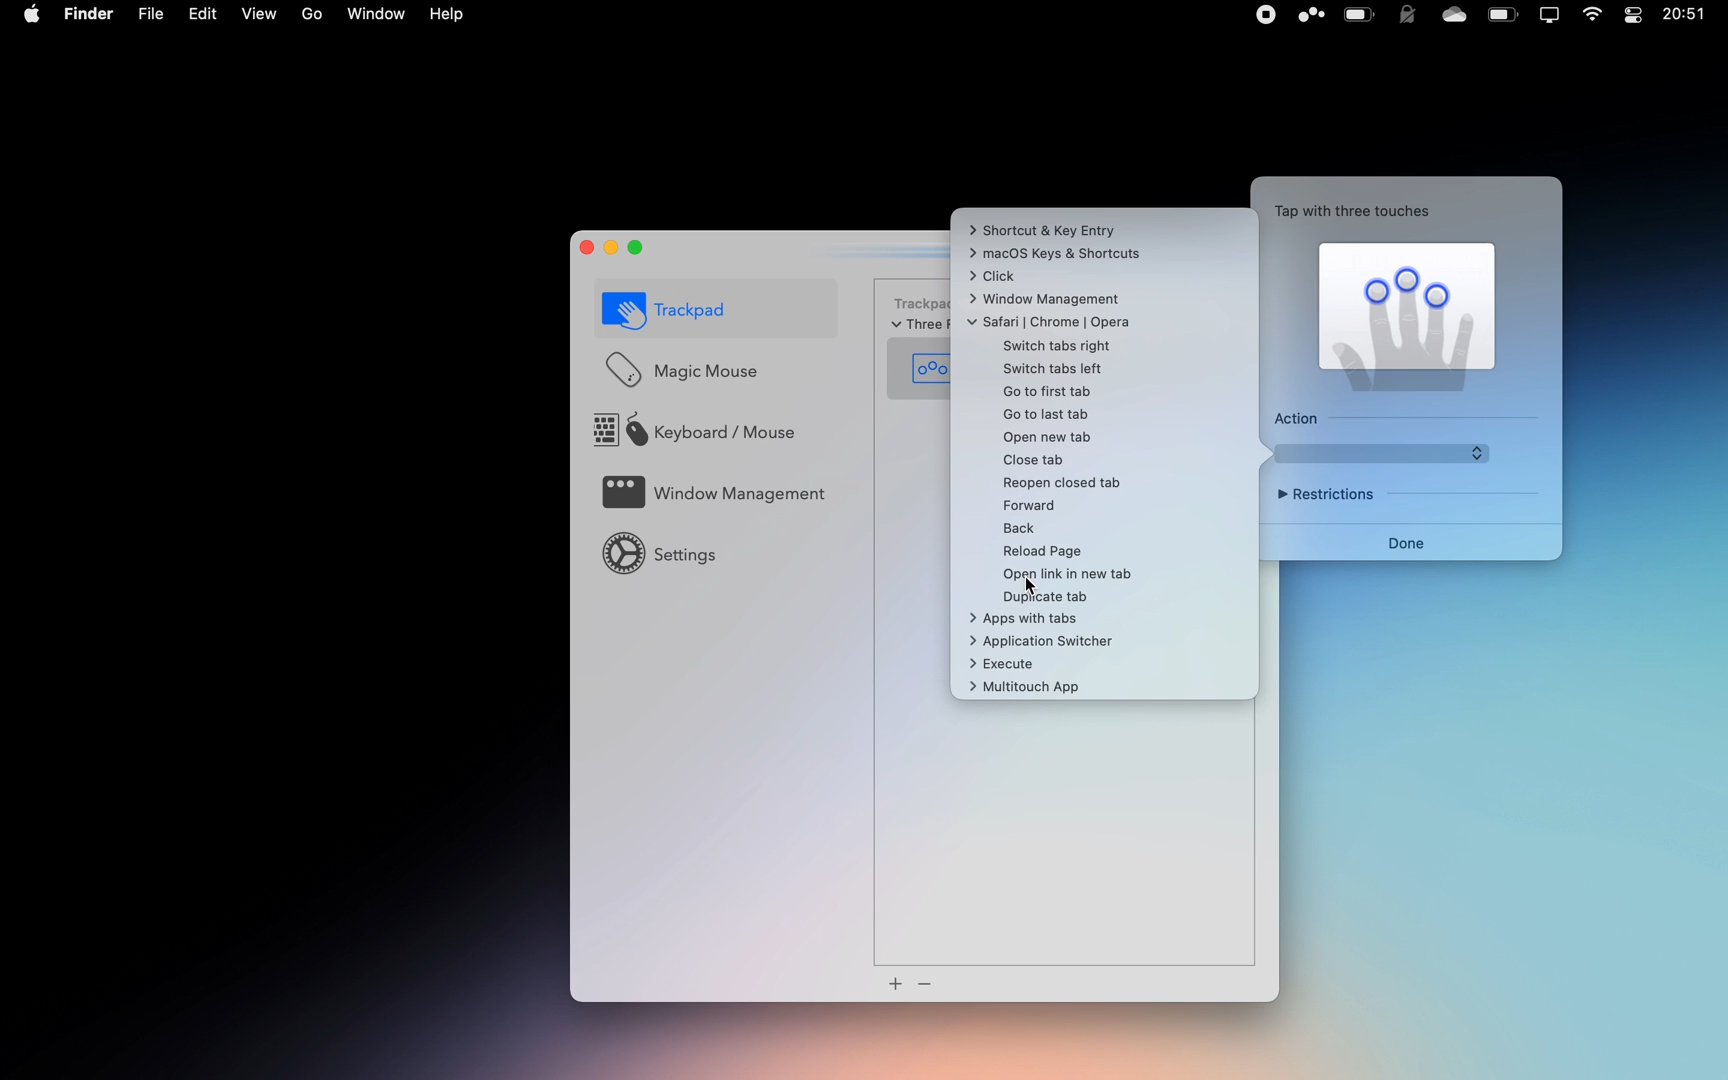 Finder File Edit View Go Window Help 20:51
Tap with three touches
Shortcut & Key Entry
macOS Keys & Shortcuts
Click
Window Management
Safari | Chrome | Opera
Switch tabs right
Switch tabs left
Go to first tab
Go to last tab
Open new tab
Close tab
Reopen closed tab
Forward
Back
Reload Page
Open link in new tab
Duplicate tab
Apps with tabs
Application Switcher
Execute
Multitouch App
Trackpad
Magic Mouse
Keyboard / Mouse
Window Management
Settings
Trackpa
Three F
Action
Restrictions
Done
+ −